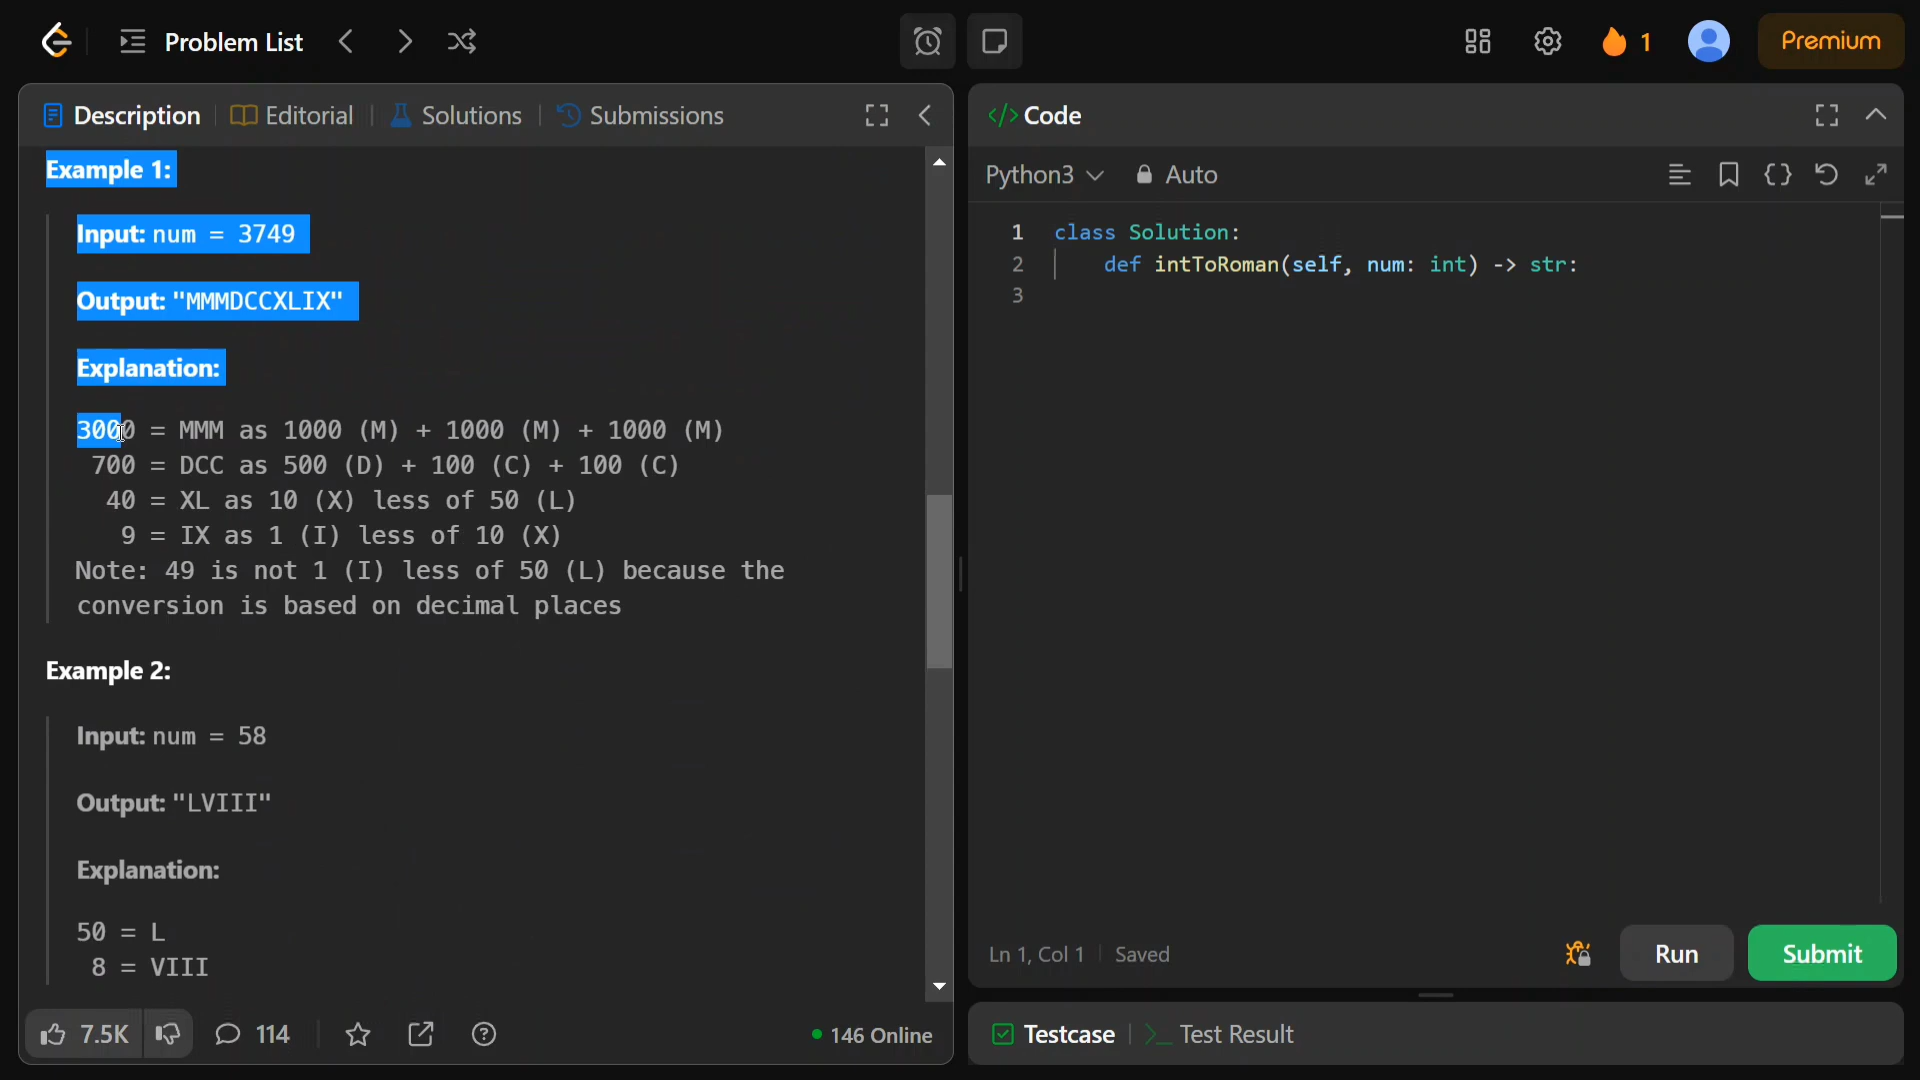 Problem List
1
Premium
Description
Editorial
Solutions
Submissions
Example 1:
Input: num = 3749
Output: "MMMDCCXLIX"
Explanation:
3000 = MMM as 1000 (M) + 1000 (M) + 1000 (M)
700 = DCC as 500 (D) + 100 (C) + 100 (C)
40 = XL as 10 (X) less of 50 (L)
9 = IX as 1 (I) less of 10 (X)
Note: 49 is not 1 (I) less of 50 (L) because the
conversion is based on decimal places
Example 2:
Input: num = 58
Output: "LVIII"
Explanation:
50 = L
8 = VIII
7.5K
114
146 Online
</> Code
Python3
Auto
1 class Solution:
2 def intToRoman(self, num: int) -> str:
3
Ln 1, Col 1
Saved
Run
Submit
Testcase
Test Result